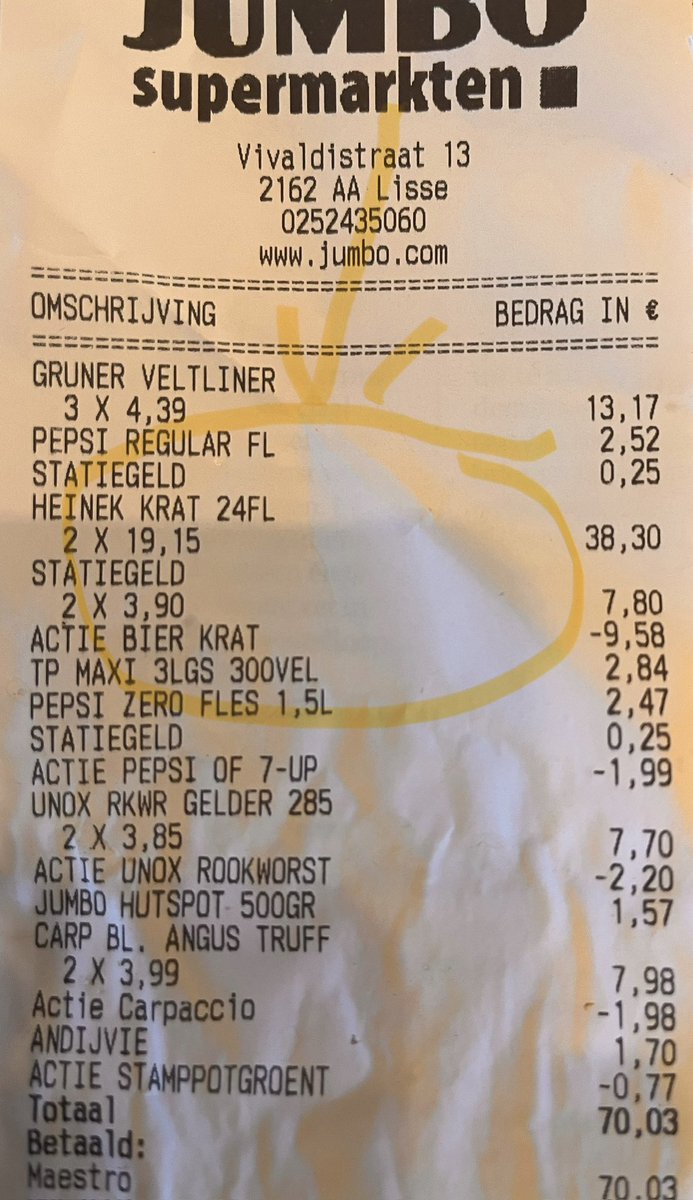 JUMBO
supermarkten
Vivaldistraat 13
2162 AA Lisse
0252435060
www.jumbo.com
OMSCHRIJVING BEDRAG IN €
GRUNER VELTLINER
3 X 4,39 13,17
PEPSI REGULAR FL 2,52
STATIEGELD 0,25
HEINEK KRAT 24FL
2 X 19,15 38,30
STATIEGELD
2 X 3,90 7,80
ACTIE BIER KRAT -9,58
TP MAXI 3LGS 300VEL 2,84
PEPSI ZERO FLES 1,5L 2,47
STATIEGELD 0,25
ACTIE PEPSI OF 7-UP -1,99
UNOX RKWR GELDER 285
2 X 3,85 7,70
ACTIE UNOX ROOKWORST -2,20
JUMBO HUTSPOT 500GR 1,57
CARP BL. ANGUS TRUFF
2 X 3,99 7,98
Actie Carpaccio -1,98
ANDIJVIE 1,70
ACTIE STAMPPOTGROENT -0,77
Totaal 70,03
Betaald:
Maestro 70,03